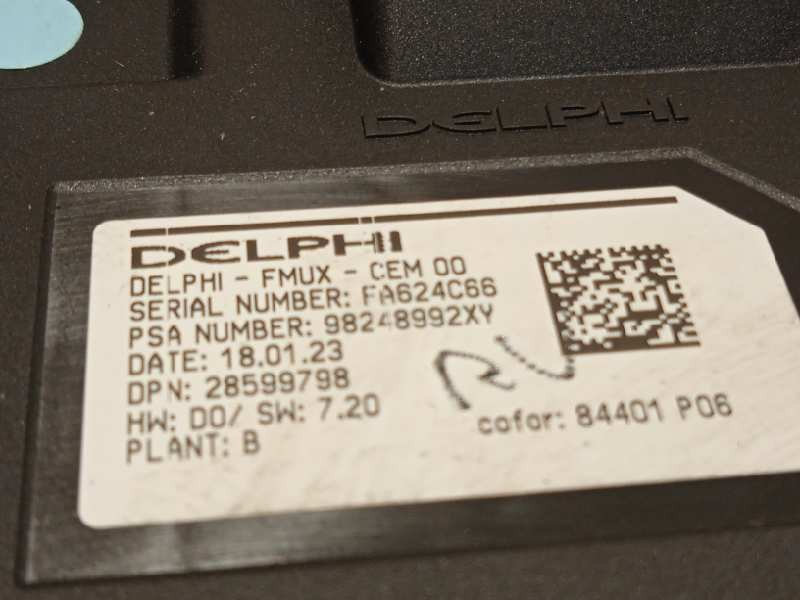 DELPHI
DELPHI
DELPHI - FMUX - CEM 00
SERIAL NUMBER: FA624C66
PSA NUMBER: 98248992XY
DATE: 18.01.23
DPN: 28599798
HW: D0/ SW: 7.20
cofor: 84401 P06
PLANT: B